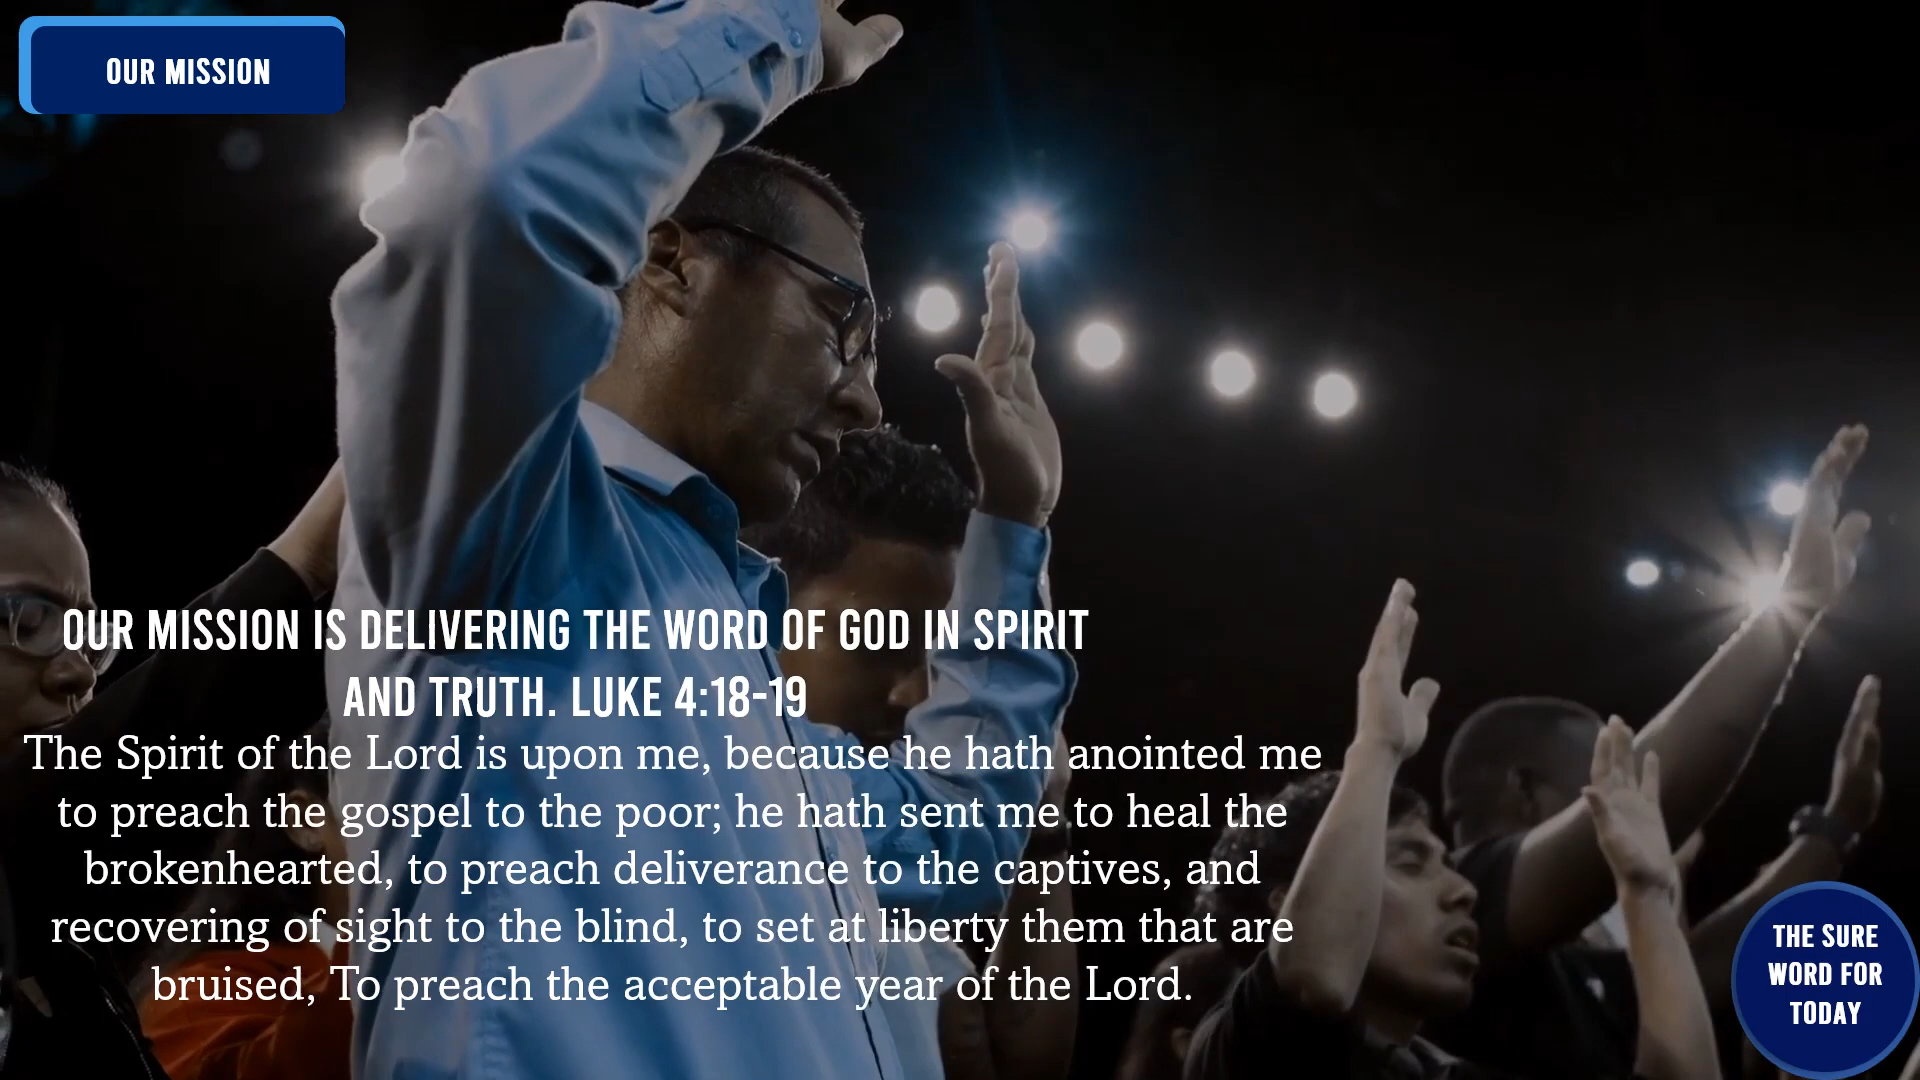 OUR MISSION
OUR MISSION IS DELIVERING THE WORD OF GOD IN SPIRIT
AND TRUTH. LUKE 4:18-19
The Spirit of the Lord is upon me, because he hath anointed me
to preach the gospel to the poor; he hath sent me to heal the
brokenhearted, to preach deliverance to the captives, and
recovering of sight to the blind, to set at liberty them that are
bruised, To preach the acceptable year of the Lord.
THE SURE
WORD FOR
TODAY